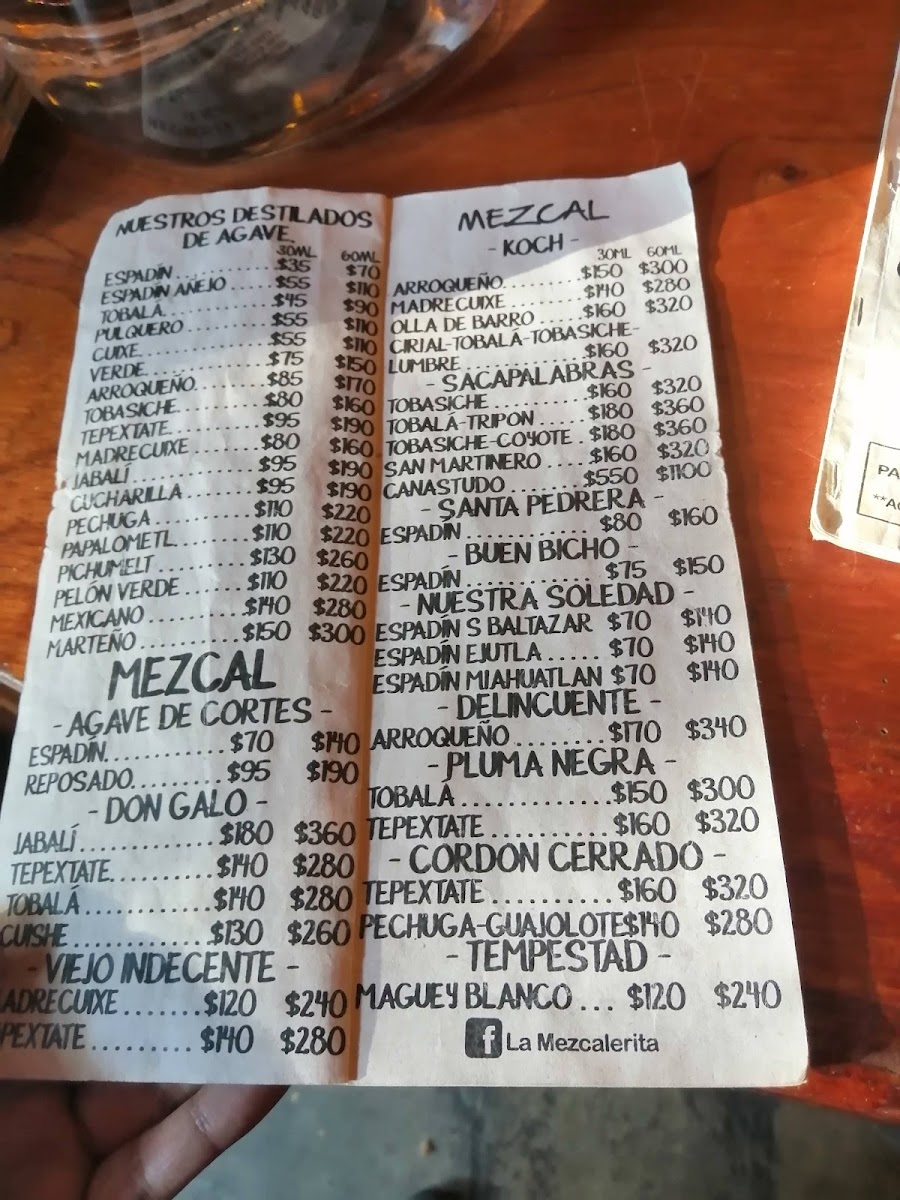 NUESTROS DESTILADOS
DE AGAVE.
30ML 60ML
ESPADÍN............$35 $70
ESPADÍN AÑEJO....$55 $110
TOBALÁ............$45 $90
PULQUERO.........$55 $110
CUIXE..............$55 $110
VERDE.............$75 $150
ARROQUEÑO.......$85 $170
TOBASICHE.........$80 $160
TEPEXTATE.........$95 $190
MADRECUIXE......$80 $160
JABALÍ............$95 $190
CUCHARILLA.......$95 $190
PECHUGA...........$110 $220
PAPALOMETL......$110 $220
PICHUMELT........$130 $260
PELÓN VERDE......$110 $220
MEXICANO.........$140 $280
MARTEÑO..........$150 $300
MEZCAL
- AGAVE DE CORTES -
ESPADÍN............$70 $140
REPOSADO.........$95 $190
- DON GALO -
JABALÍ.............$180 $360
TEPEXTATE..........$140 $280
TOBALÁ............$140 $280
CUISHE............$130 $260
- VIEJO INDECENTE -
ADRECUIXE.......$120 $240
PEXTATE..........$140 $280
MEZCAL
- KOCH -
30ML 60ML
ARROQUEÑO........$150 $300
MADRECUIXE.......$140 $280
OLLA DE BARRO.....$160 $320
CIRIAL-TOBALÁ-TOBASICHE-
LUMBRE.............$160 $320
- SACAPALABRAS -
TOBASICHE..........$160 $320
TOBALÁ-TRIPON.....$180 $360
TOBASICHE-COYOTE.$180 $360
SAN MARTINERO....$160 $320
CANASTUDO........$550 $1100
- SANTA PEDRERA -
ESPADÍN............$80 $160
- BUEN BICHO -
ESPADÍN............$75 $150
- NUESTRA SOLEDAD -
ESPADÍN S BALTAZAR $70 $140
ESPADÍN EJUTLA..... $70 $140
ESPADÍN MIAHUATLAN $70 $140
- DELINCUENTE -
ARROQUEÑO.........$170 $340
- PLUMA NEGRA -
TOBALÁ.............$150 $300
TEPEXTATE..........$160 $320
- CORDON CERRADO -
TEPEXTATE..........$160 $320
PECHUGA-GUAJOLOTE$140 $280
- TEMPESTAD -
MAGUEY BLANCO... $120 $240
f La Mezcalerita